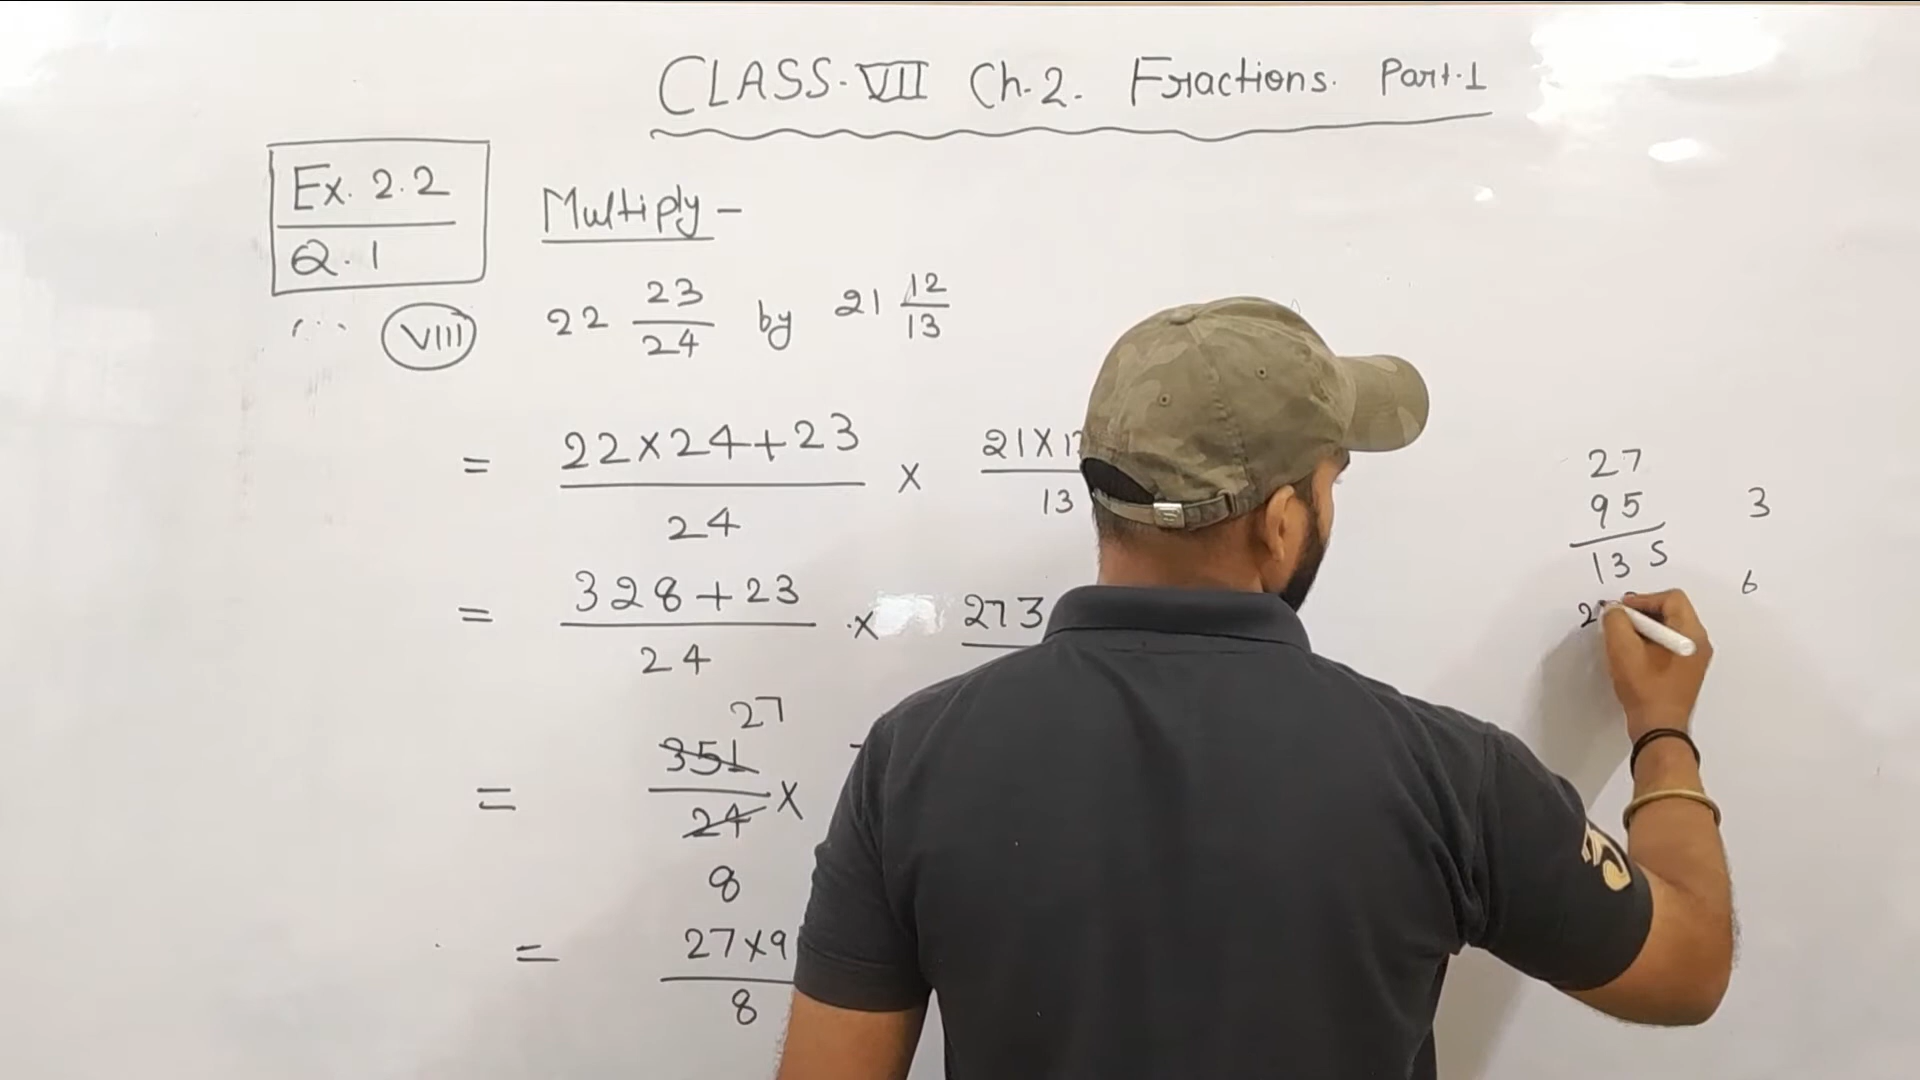 CLASS-VII Ch.2. Fractions. Part-1
Ex. 2.2
Q.1
Multiply -
VIII 22 23/24 by 21 12/13
= 22×24+23 / 24 × 21×1 / 13
= 328+23 / 24 × 273
27
= 351 / 24 ×
8
= 27×9 / 8
27
95 3
135
6
2